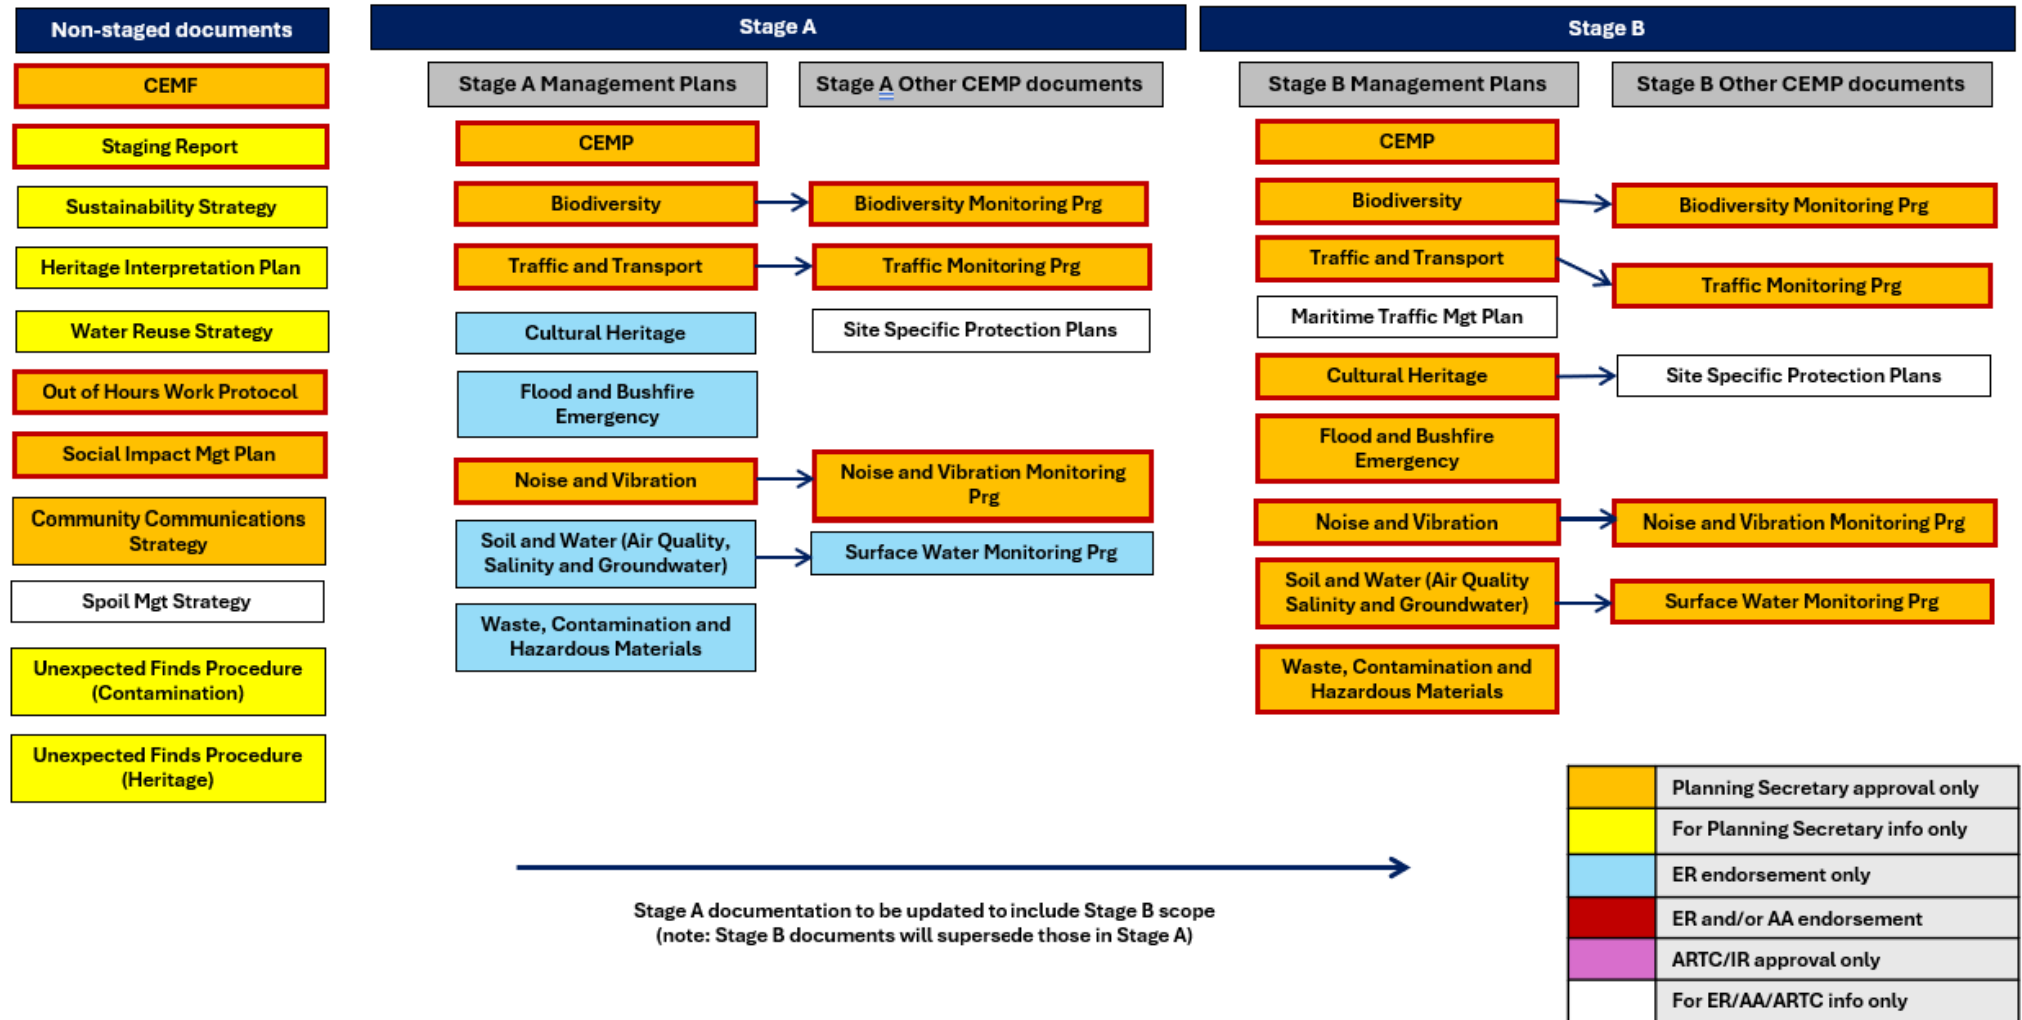 Non-staged documents
CEMF
Staging Report
Sustainability Strategy
Heritage Interpretation Plan
Water Reuse Strategy
Out of Hours Work Protocol
Social Impact Mgt Plan
Community Communications
Strategy
Spoil Mgt Strategy
Unexpected Finds Procedure
(Contamination)
Unexpected Finds Procedure
(Heritage)
Stage A
Stage A Management Plans
CEMP
Biodiversity
Traffic and Transport
Cultural Heritage
Flood and Bushfire
Emergency
Noise and Vibration
Soil and Water (Air Quality,
Salinity and Groundwater)
Waste, Contamination and
Hazardous Materials
Stage A Other CEMP documents
Biodiversity Monitoring Prg
Traffic Monitoring Prg
Site Specific Protection Plans
Noise and Vibration Monitoring
Prg
Surface Water Monitoring Prg
Stage B
Stage B Management Plans
CEMP
Biodiversity
Traffic and Transport
Maritime Traffic Mgt Plan
Cultural Heritage
Flood and Bushfire
Emergency
Noise and Vibration
Soil and Water (Air Quality
Salinity and Groundwater)
Waste, Contamination and
Hazardous Materials
Stage B Other CEMP documents
Biodiversity Monitoring Prg
Traffic Monitoring Prg
Site Specific Protection Plans
Noise and Vibration Monitoring Prg
Surface Water Monitoring Prg
Stage A documentation to be updated to include Stage B scope
(note: Stage B documents will supersede those in Stage A)
Planning Secretary approval only
For Planning Secretary info only
ER endorsement only
ER and/or AA endorsement
ARTC/IR approval only
For ER/AA/ARTC info only